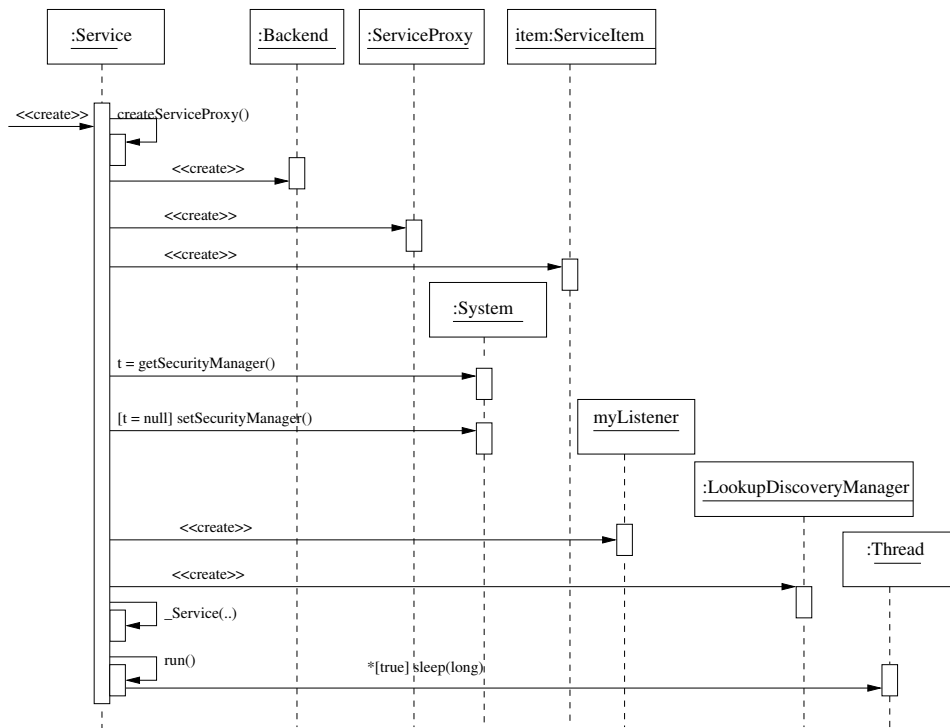 :Service
:Backend
:ServiceProxy
item:ServiceItem
<<create>>
createServiceProxy()
<<create>>
<<create>>
<<create>>
:System
t = getSecurityManager()
[t = null] setSecurityManager()
myListener
:LookupDiscoveryManager
<<create>>
:Thread
<<create>>
_Service(..)
run()
*[true] sleep(long)